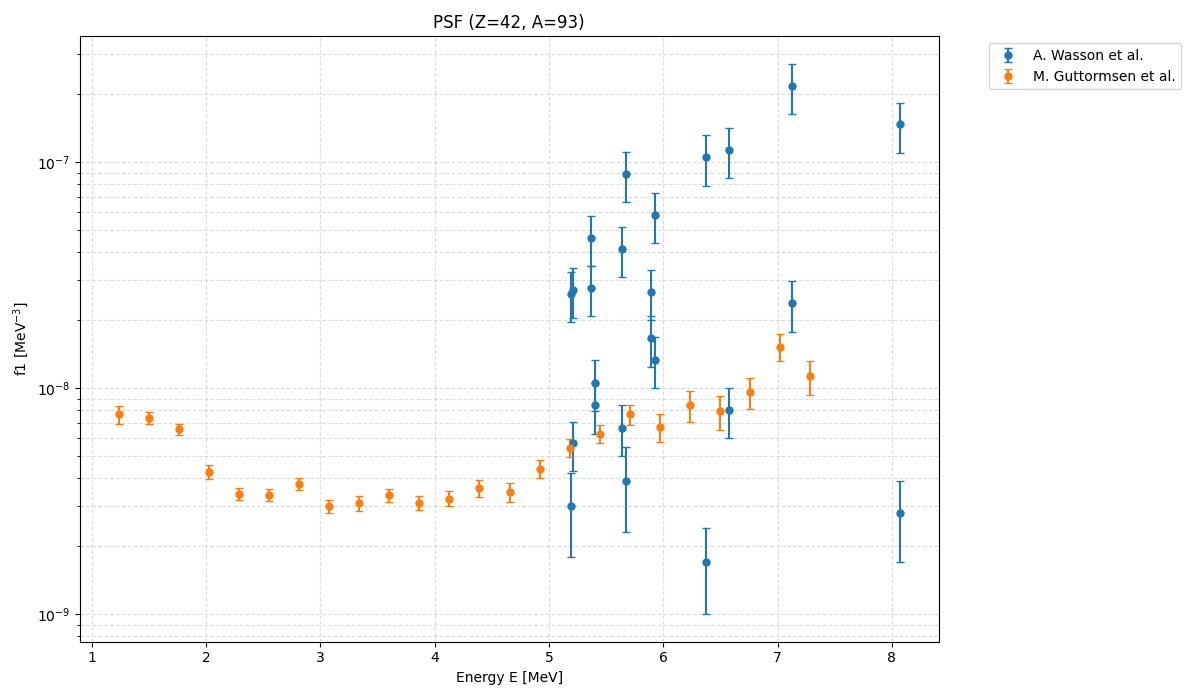 PSF (Z=42, A=93)
A. Wasson et al.
M. Guttormsen et al.
f1 [MeV⁻³]
10⁻⁷
10⁻⁸
10⁻⁹
1 2 3 4 5 6 7 8
Energy E [MeV]